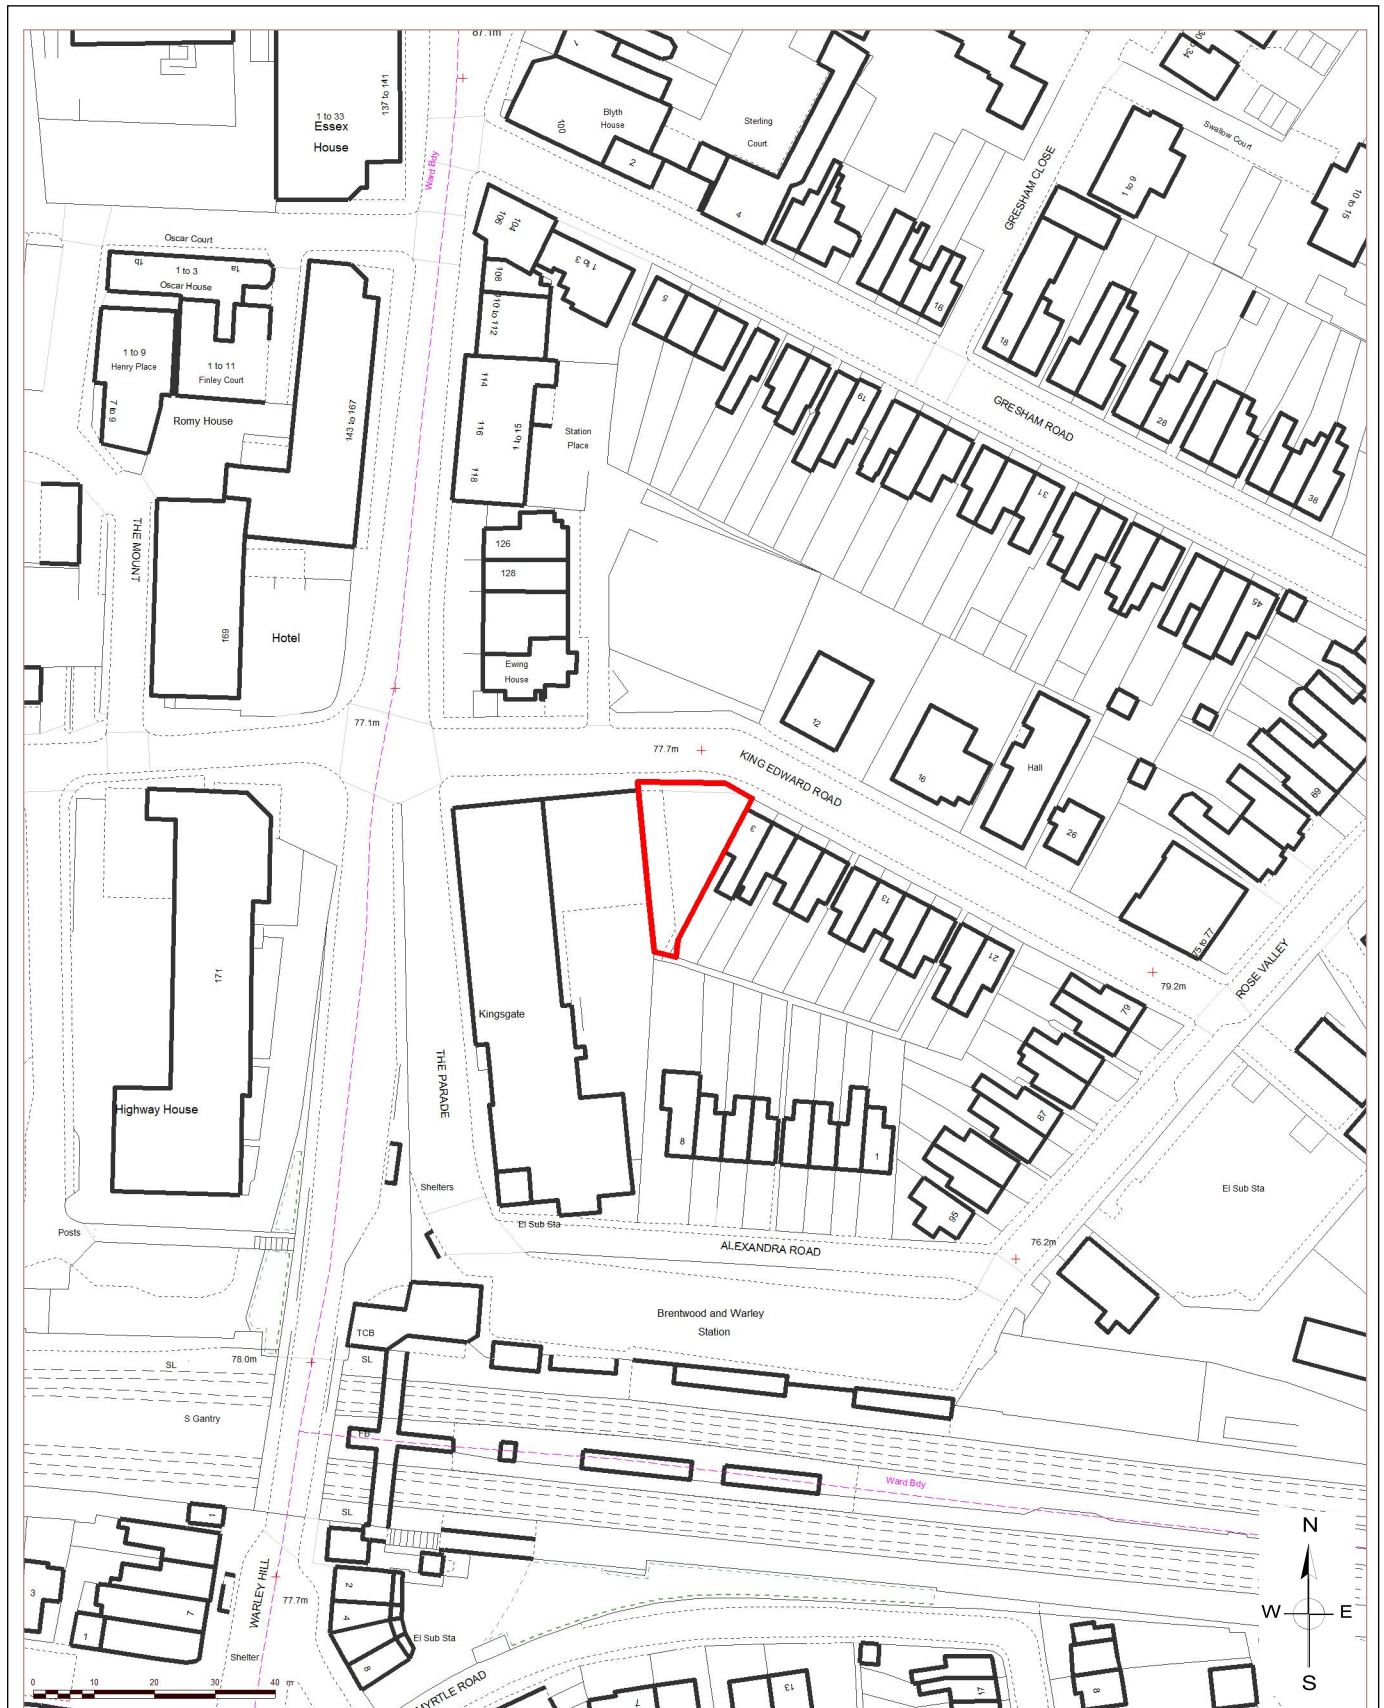 87.1m
1
30 to 34
Swallow Court
137 to 141
1 to 33
Essex
House
Ward Bdy
Blyth
House
100
2
Sterling
Court
4
GRESHAM CLOSE
1 to 9
10 to 15
Oscar Court
1b
1a
1 to 3
Oscar House
106
104
108
1 to 3
110 to 112
5
16
18
1 to 9
Henry Place
1 to 11
Finley Court
7 to 9
Romy House
143 to 167
114
116
118
1 to 15
Station
Place
19
GRESHAM ROAD
28
38
31
THE MOUNT
126
128
45
169
Hotel
Ewing
House
12
16
Hall
26
69
77.1m
77.7m
KING EDWARD ROAD
3
13
21
75 to 77
79.2m
ROSE VALLEY
171
Kingsgate
79
THE PARADE
Highway House
87
8
1
95
Shelters
El Sub Sta
El Sub Sta
Posts
ALEXANDRA ROAD
76.2m
Brentwood and Warley
Station
TCB
SL
78.0m
SL
S Gantry
FB
Ward Bdy
SL
1
N
W
E
S
WARLEY HILL
77.7m
3
7
1
2
4
8
El Sub Sta
Shelter
MYRTLE ROAD
7
13
17
8
0 10 20 30 40 m